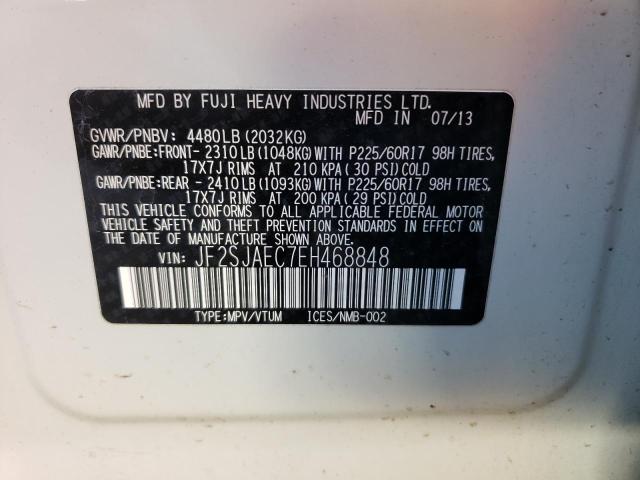 MFD BY FUJI HEAVY INDUSTRIES LTD.
MFD IN 07/13
GVWR/PNBV: 4480LB (2032KG)
GAWR/PNBE:FRONT- 2310LB (1048KG) WITH P225/60R17 98H TIRES,
17X7J RIMS AT 210 KPA (30 PSI) COLD
GAWR/PNBE:REAR - 2410LB (1093KG) WITH P225/60R17 98H TIRES,
17X7J RIMS AT 200 KPA (29 PSI) COLD
THIS VEHICLE CONFORMS TO ALL APPLICABLE FEDERAL MOTOR
VEHICLE SAFETY AND THEFT PREVENTION STANDARDS IN EFFECT
ON THE DATE OF MANUFACTURE SHOWN ABOVE.
VIN: JF2SJAEC7EH468848
TYPE:MPV/VTUM ICES/NMB-002